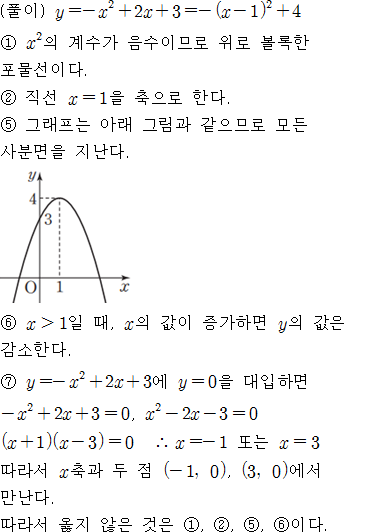 (풀이) y=-x²+2x+3=-(x-1)²+4
① x²의 계수가 음수이므로 위로 볼록한
포물선이다.
② 직선 x=1을 축으로 한다.
⑤ 그래프는 아래 그림과 같으므로 모든
사분면을 지난다.
y
4
3
O 1 x
⑥ x>1일 때, x의 값이 증가하면 y의 값은
감소한다.
⑦ y=-x²+2x+3에 y=0을 대입하면
-x²+2x+3=0, x²-2x-3=0
(x+1)(x-3)=0 ∴ x=-1 또는 x=3
따라서 x축과 두 점 (-1, 0), (3, 0)에서
만난다.
따라서 옳지 않은 것은 ①, ②, ⑤, ⑥이다.